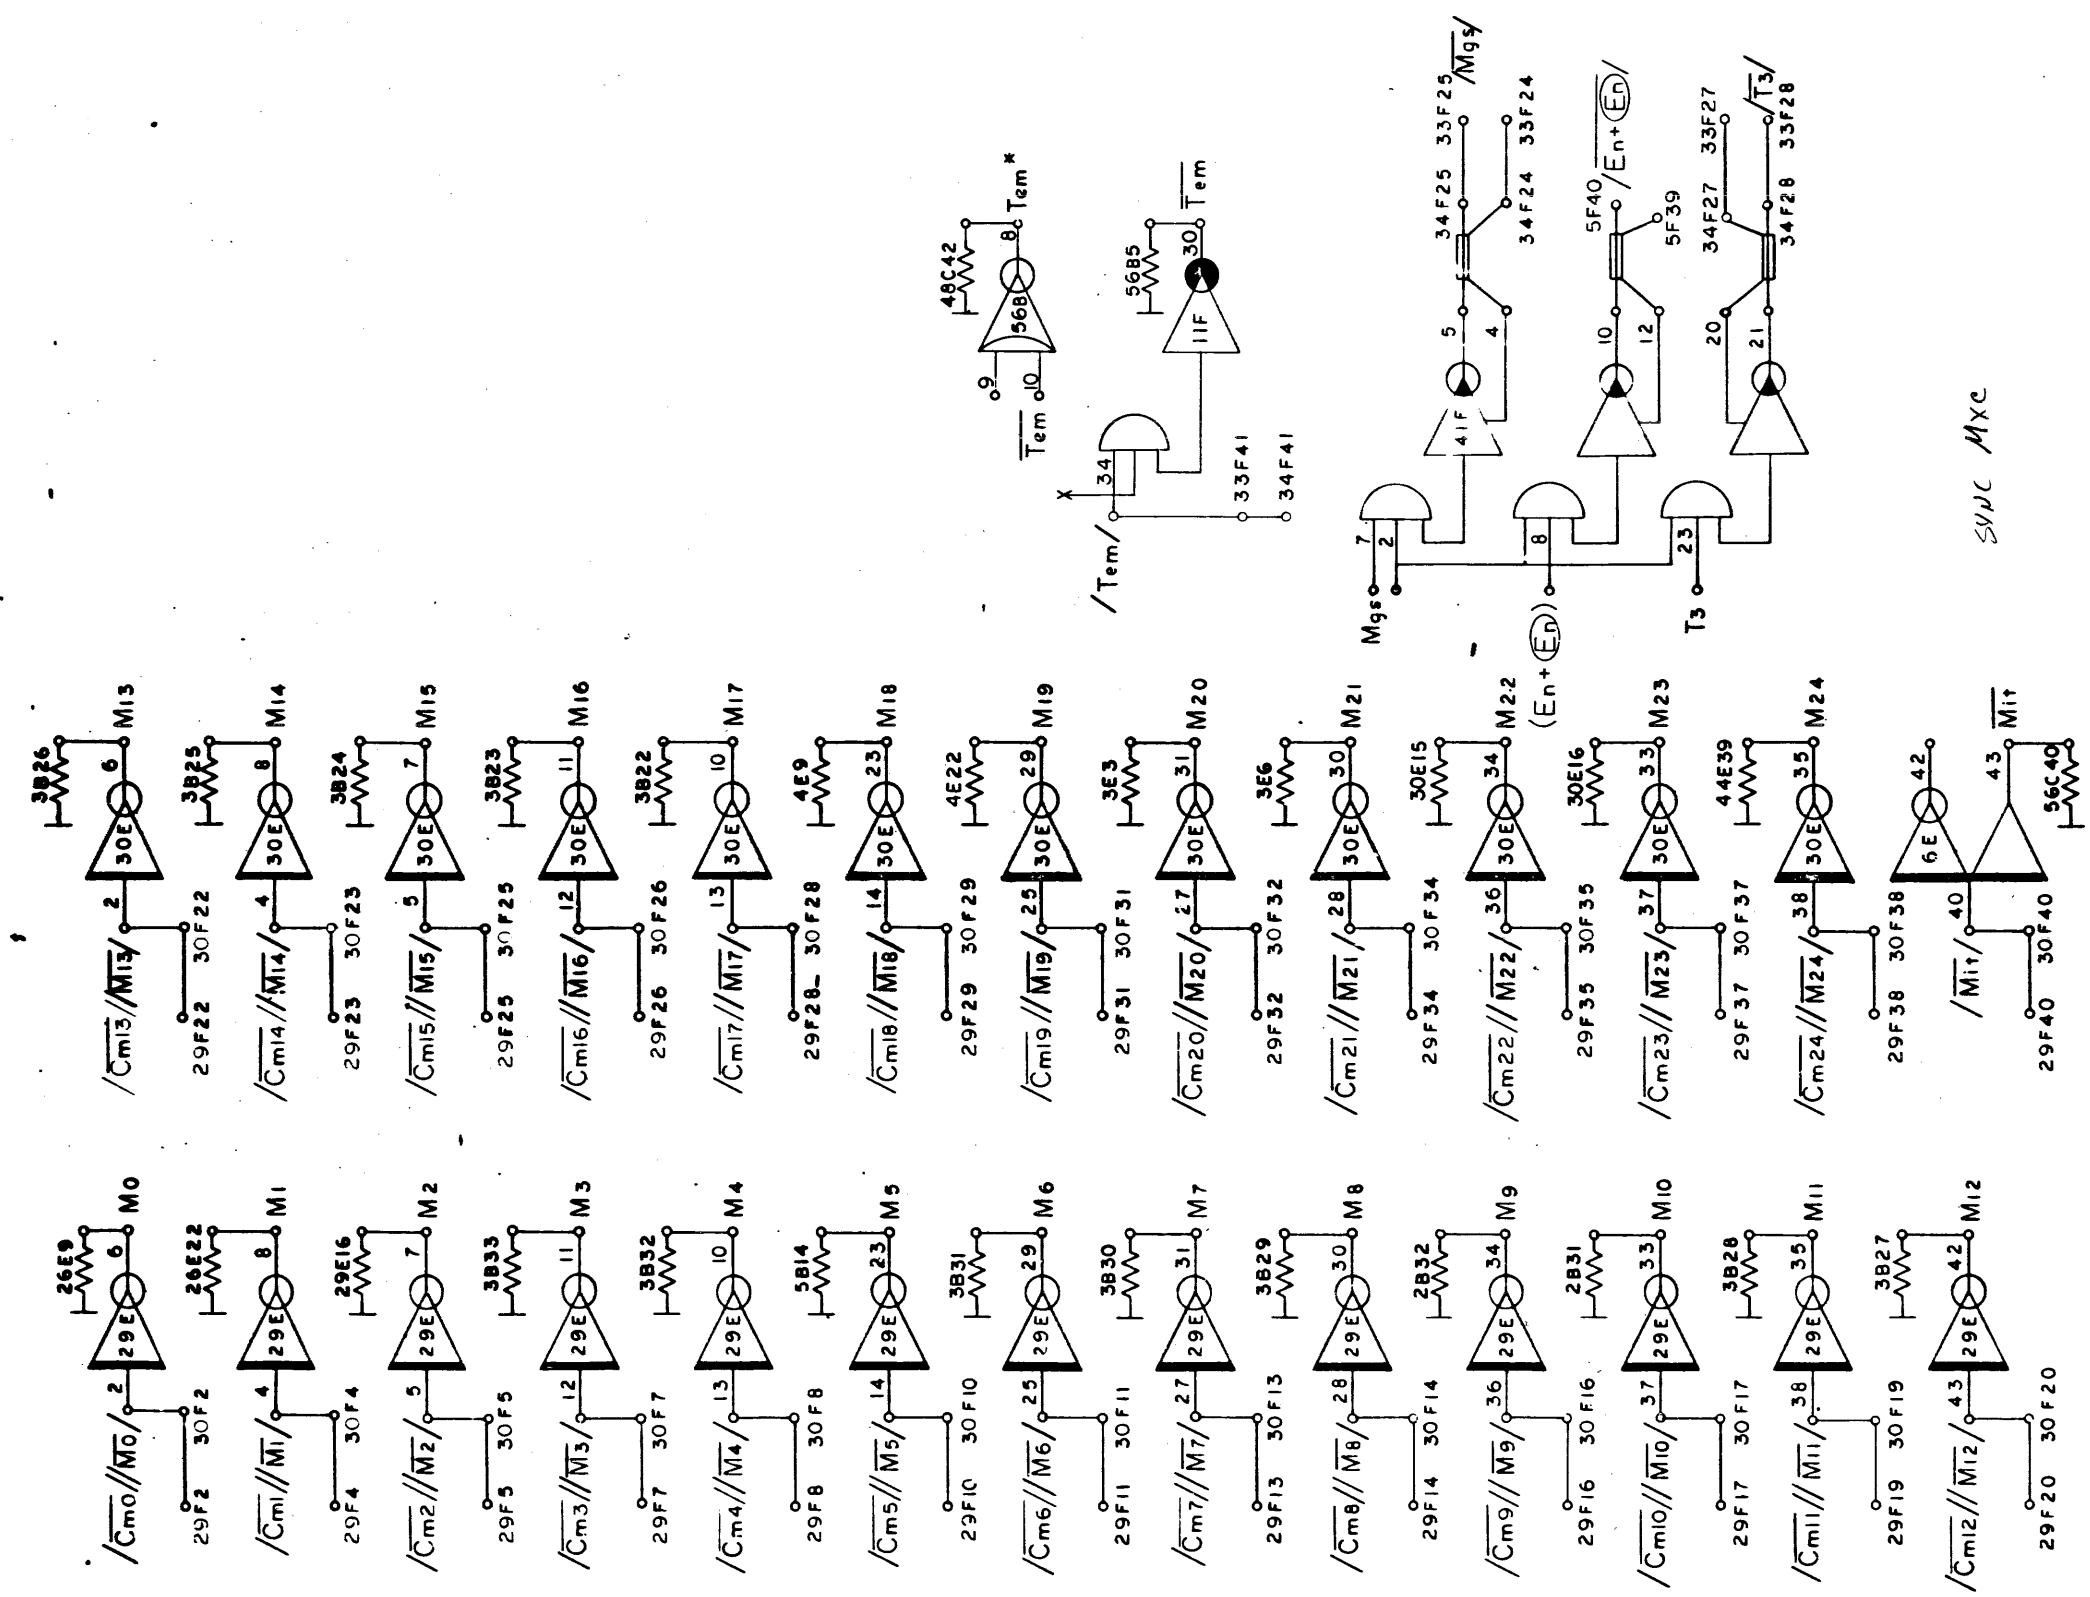 26E9
/Cm0//M0/ 2 29E 6 M0
29F2 30F2
26E22
/Cm1//M1/ 4 29E 8 M1
29F4 30F4
29E16
/Cm2//M2/ 5 29E 7 M2
29F5 30F5
3B33
/Cm3//M3/ 12 29E 11 M3
29F7 30F7
3B32
/Cm4//M4/ 13 29E 10 M4
29F8 30F8
5B14
/Cm5//M5/ 14 29E 23 M5
29F10 30F10
3B31
/Cm6//M6/ 25 29E 29 M6
29F11 30F11
3B30
/Cm7//M7/ 27 29E 31 M7
29F13 30F13
3B29
/Cm8//M8/ 28 29E 30 M8
29F14 30F14
2B32
/Cm9//M9/ 36 29E 34 M9
29F16 30F16
2B31
/Cm10//M10/ 37 29E 33 M10
29F17 30F17
3B28
/Cm11//M11/ 38 29E 35 M11
29F19 30F19
3B27
/Cm12//M12/ 43 29E 42 M12
29F20 30F20
3B26
/Cm13//M13/ 2 30E 6 M13
29F22 30F22
3B25
/Cm14//M14/ 4 30E 8 M14
29F23 30F23
3B24
/Cm15//M15/ 5 30E 7 M15
29F25 30F25
3B23
/Cm16//M16/ 12 30E 11 M16
29F26 30F26
3B22
/Cm17//M17/ 13 30E 10 M17
29F28 30F28
4E9
/Cm18//M18/ 14 30E 23 M18
29F29 30F29
4E22
/Cm19//M19/ 25 30E 29 M19
29F31 30F31
3E3
/Cm20//M20/ 27 30E 31 M20
29F32 30F32
3E6
/Cm21//M21/ 28 30E 30 M21
29F34 30F34
30E15
/Cm22//M22/ 36 30E 34 M22
29F35 30F35
30E16
/Cm23//M23/ 37 30E 33 M23
29F37 30F37
44E39
/Cm24//M24/ 38 30E 35 M24
29F38 30F38
6E 42
/Mit/ 40 43 Mit
29F40 30F40 56C40
48C42
9 56B 8 Tem*
Tem 10
/Tem/ 34 X 56B5
11F 30 Tem
33F41
34F41
Mgs 7 2 41F 5 34F25 33F25 /Mgs/
4 34F24 33F24
(En+En) 8 10 5F40 /En+En/
12 5F39
T3 23 20 34F27 33F27
21 34F28 33F28 /T3/
SYNC MXC